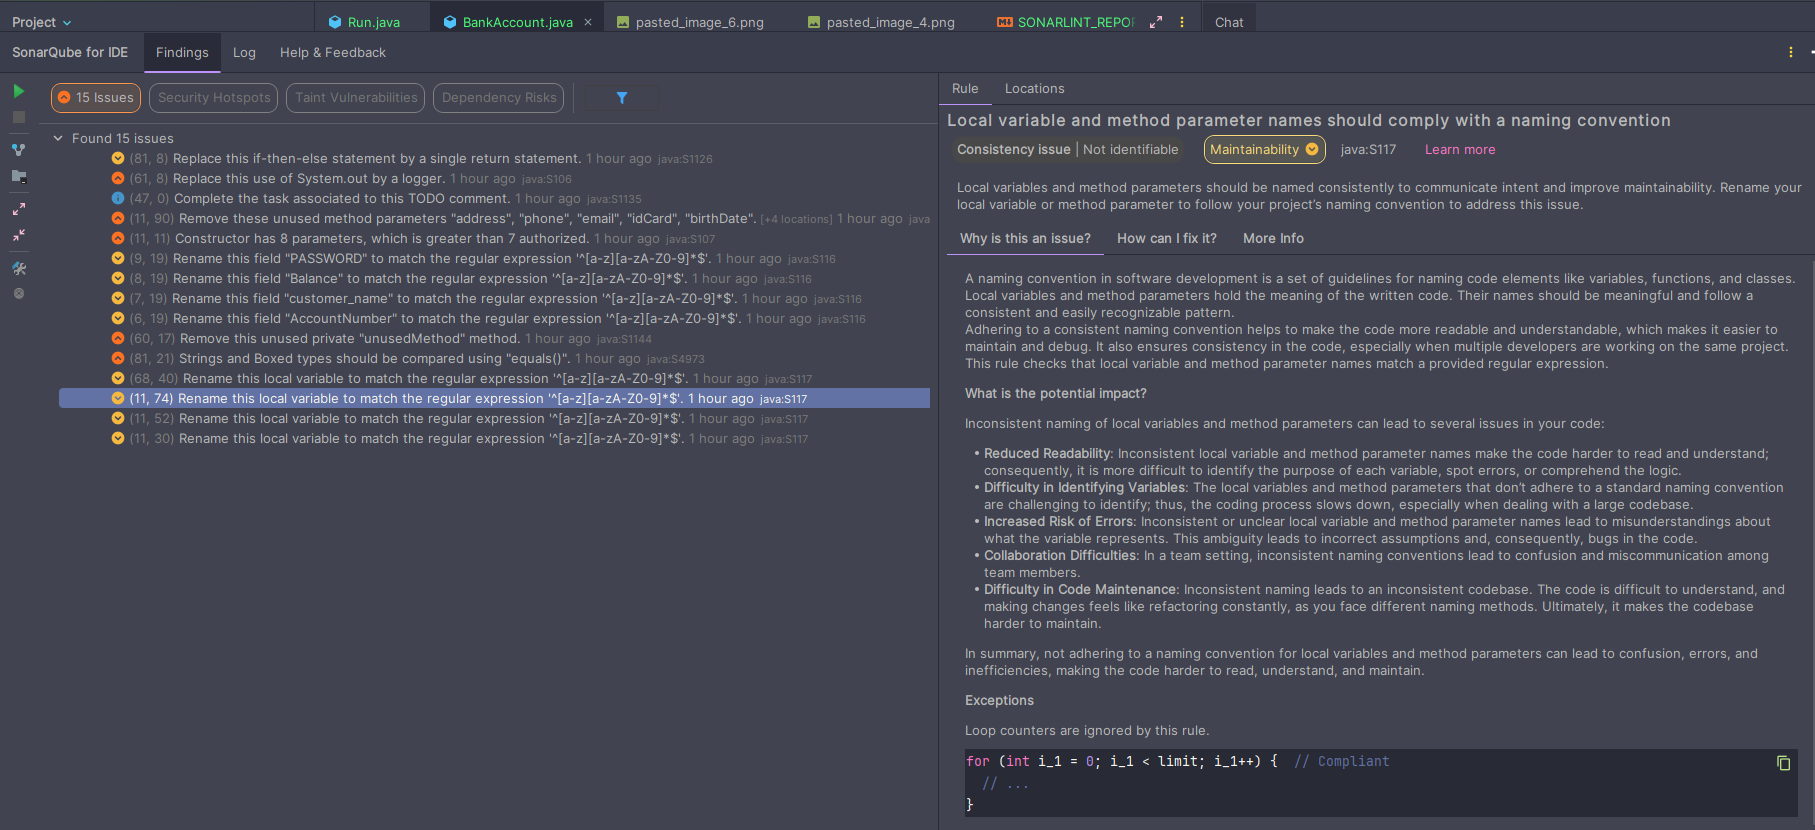 Project
Run.java
BankAccount.java
pasted_image_6.png
pasted_image_4.png
SONARLINT_REPO
Chat
SonarQube for IDE
Findings
Log
Help & Feedback
15 Issues
Security Hotspots
Taint Vulnerabilities
Dependency Risks
Found 15 issues
(81, 8) Replace this if-then-else statement by a single return statement. 1 hour ago java:S1126
(61, 8) Replace this use of System.out by a logger. 1 hour ago java:S106
(47, 0) Complete the task associated to this TODO comment. 1 hour ago java:S1135
(11, 90) Remove these unused method parameters "address", "phone", "email", "idCard", "birthDate". [+4 locations] 1 hour ago java
(11, 11) Constructor has 8 parameters, which is greater than 7 authorized. 1 hour ago java:S107
(9, 19) Rename this field "PASSWORD" to match the regular expression '^[a-z][a-zA-Z0-9]*$'. 1 hour ago java:S116
(8, 19) Rename this field "Balance" to match the regular expression '^[a-z][a-zA-Z0-9]*$'. 1 hour ago java:S116
(7, 19) Rename this field "customer_name" to match the regular expression '^[a-z][a-zA-Z0-9]*$'. 1 hour ago java:S116
(6, 19) Rename this field "AccountNumber" to match the regular expression '^[a-z][a-zA-Z0-9]*$'. 1 hour ago java:S116
(60, 17) Remove this unused private "unusedMethod" method. 1 hour ago java:S1144
(81, 21) Strings and Boxed types should be compared using "equals()". 1 hour ago java:S4973
(68, 40) Rename this local variable to match the regular expression '^[a-z][a-zA-Z0-9]*$'. 1 hour ago java:S117
(11, 74) Rename this local variable to match the regular expression '^[a-z][a-zA-Z0-9]*$'. 1 hour ago java:S117
(11, 52) Rename this local variable to match the regular expression '^[a-z][a-zA-Z0-9]*$'. 1 hour ago java:S117
(11, 30) Rename this local variable to match the regular expression '^[a-z][a-zA-Z0-9]*$'. 1 hour ago java:S117
Rule
Locations
Local variable and method parameter names should comply with a naming convention
Consistency issue | Not identifiable
Maintainability
java:S117
Learn more
Local variables and method parameters should be named consistently to communicate intent and improve maintainability. Rename your
local variable or method parameter to follow your project's naming convention to address this issue.
Why is this an issue?
How can I fix it?
More Info
A naming convention in software development is a set of guidelines for naming code elements like variables, functions, and classes.
Local variables and method parameters hold the meaning of the written code. Their names should be meaningful and follow a
consistent and easily recognizable pattern.
Adhering to a consistent naming convention helps to make the code more readable and understandable, which makes it easier to
maintain and debug. It also ensures consistency in the code, especially when multiple developers are working on the same project.
This rule checks that local variable and method parameter names match a provided regular expression.
What is the potential impact?
Inconsistent naming of local variables and method parameters can lead to several issues in your code:
• Reduced Readability: Inconsistent local variable and method parameter names make the code harder to read and understand;
consequently, it is more difficult to identify the purpose of each variable, spot errors, or comprehend the logic.
• Difficulty in Identifying Variables: The local variables and method parameters that don't adhere to a standard naming convention
are challenging to identify; thus, the coding process slows down, especially when dealing with a large codebase.
• Increased Risk of Errors: Inconsistent or unclear local variable and method parameter names lead to misunderstandings about
what the variable represents. This ambiguity leads to incorrect assumptions and, consequently, bugs in the code.
• Collaboration Difficulties: In a team setting, inconsistent naming conventions lead to confusion and miscommunication among
team members.
• Difficulty in Code Maintenance: Inconsistent naming leads to an inconsistent codebase. The code is difficult to understand, and
making changes feels like refactoring constantly, as you face different naming methods. Ultimately, it makes the codebase
harder to maintain.
In summary, not adhering to a naming convention for local variables and method parameters can lead to confusion, errors, and
inefficiencies, making the code harder to read, understand, and maintain.
Exceptions
Loop counters are ignored by this rule.
for (int i_1 = 0; i_1 < limit; i_1++) {  // Compliant
// ...
}